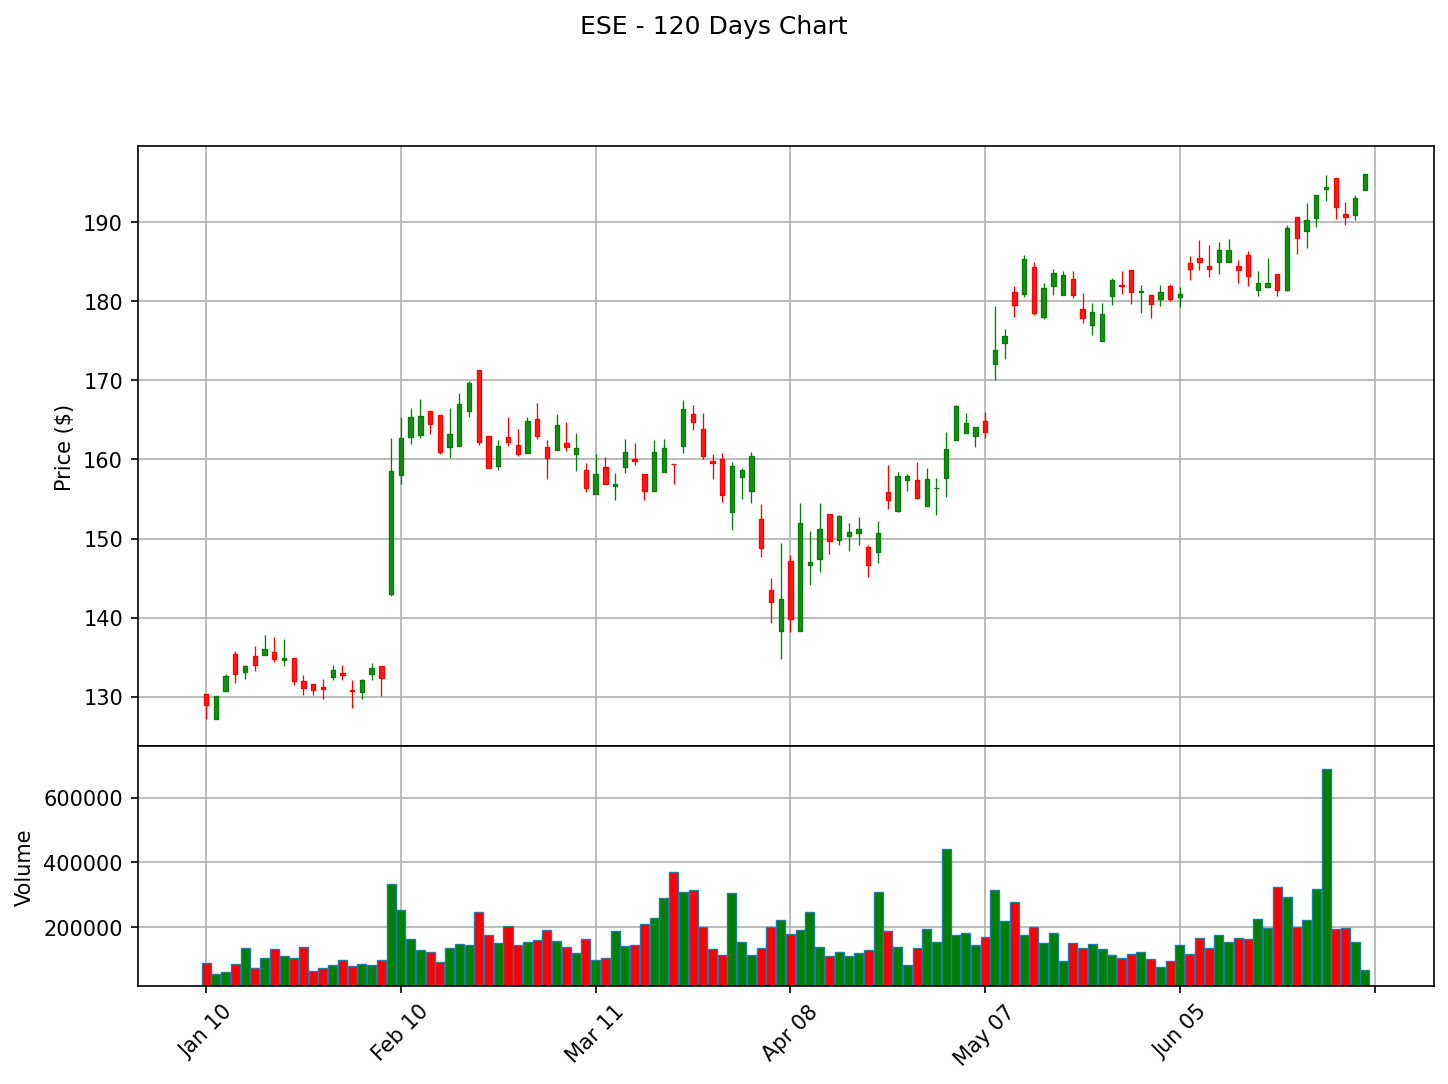 ESE - 120 Days Chart
Price ($)
190
180
170
160
150
140
130
Volume
600000
400000
200000
Jan 10
Feb 10
Mar 11
Apr 08
May 07
Jun 05